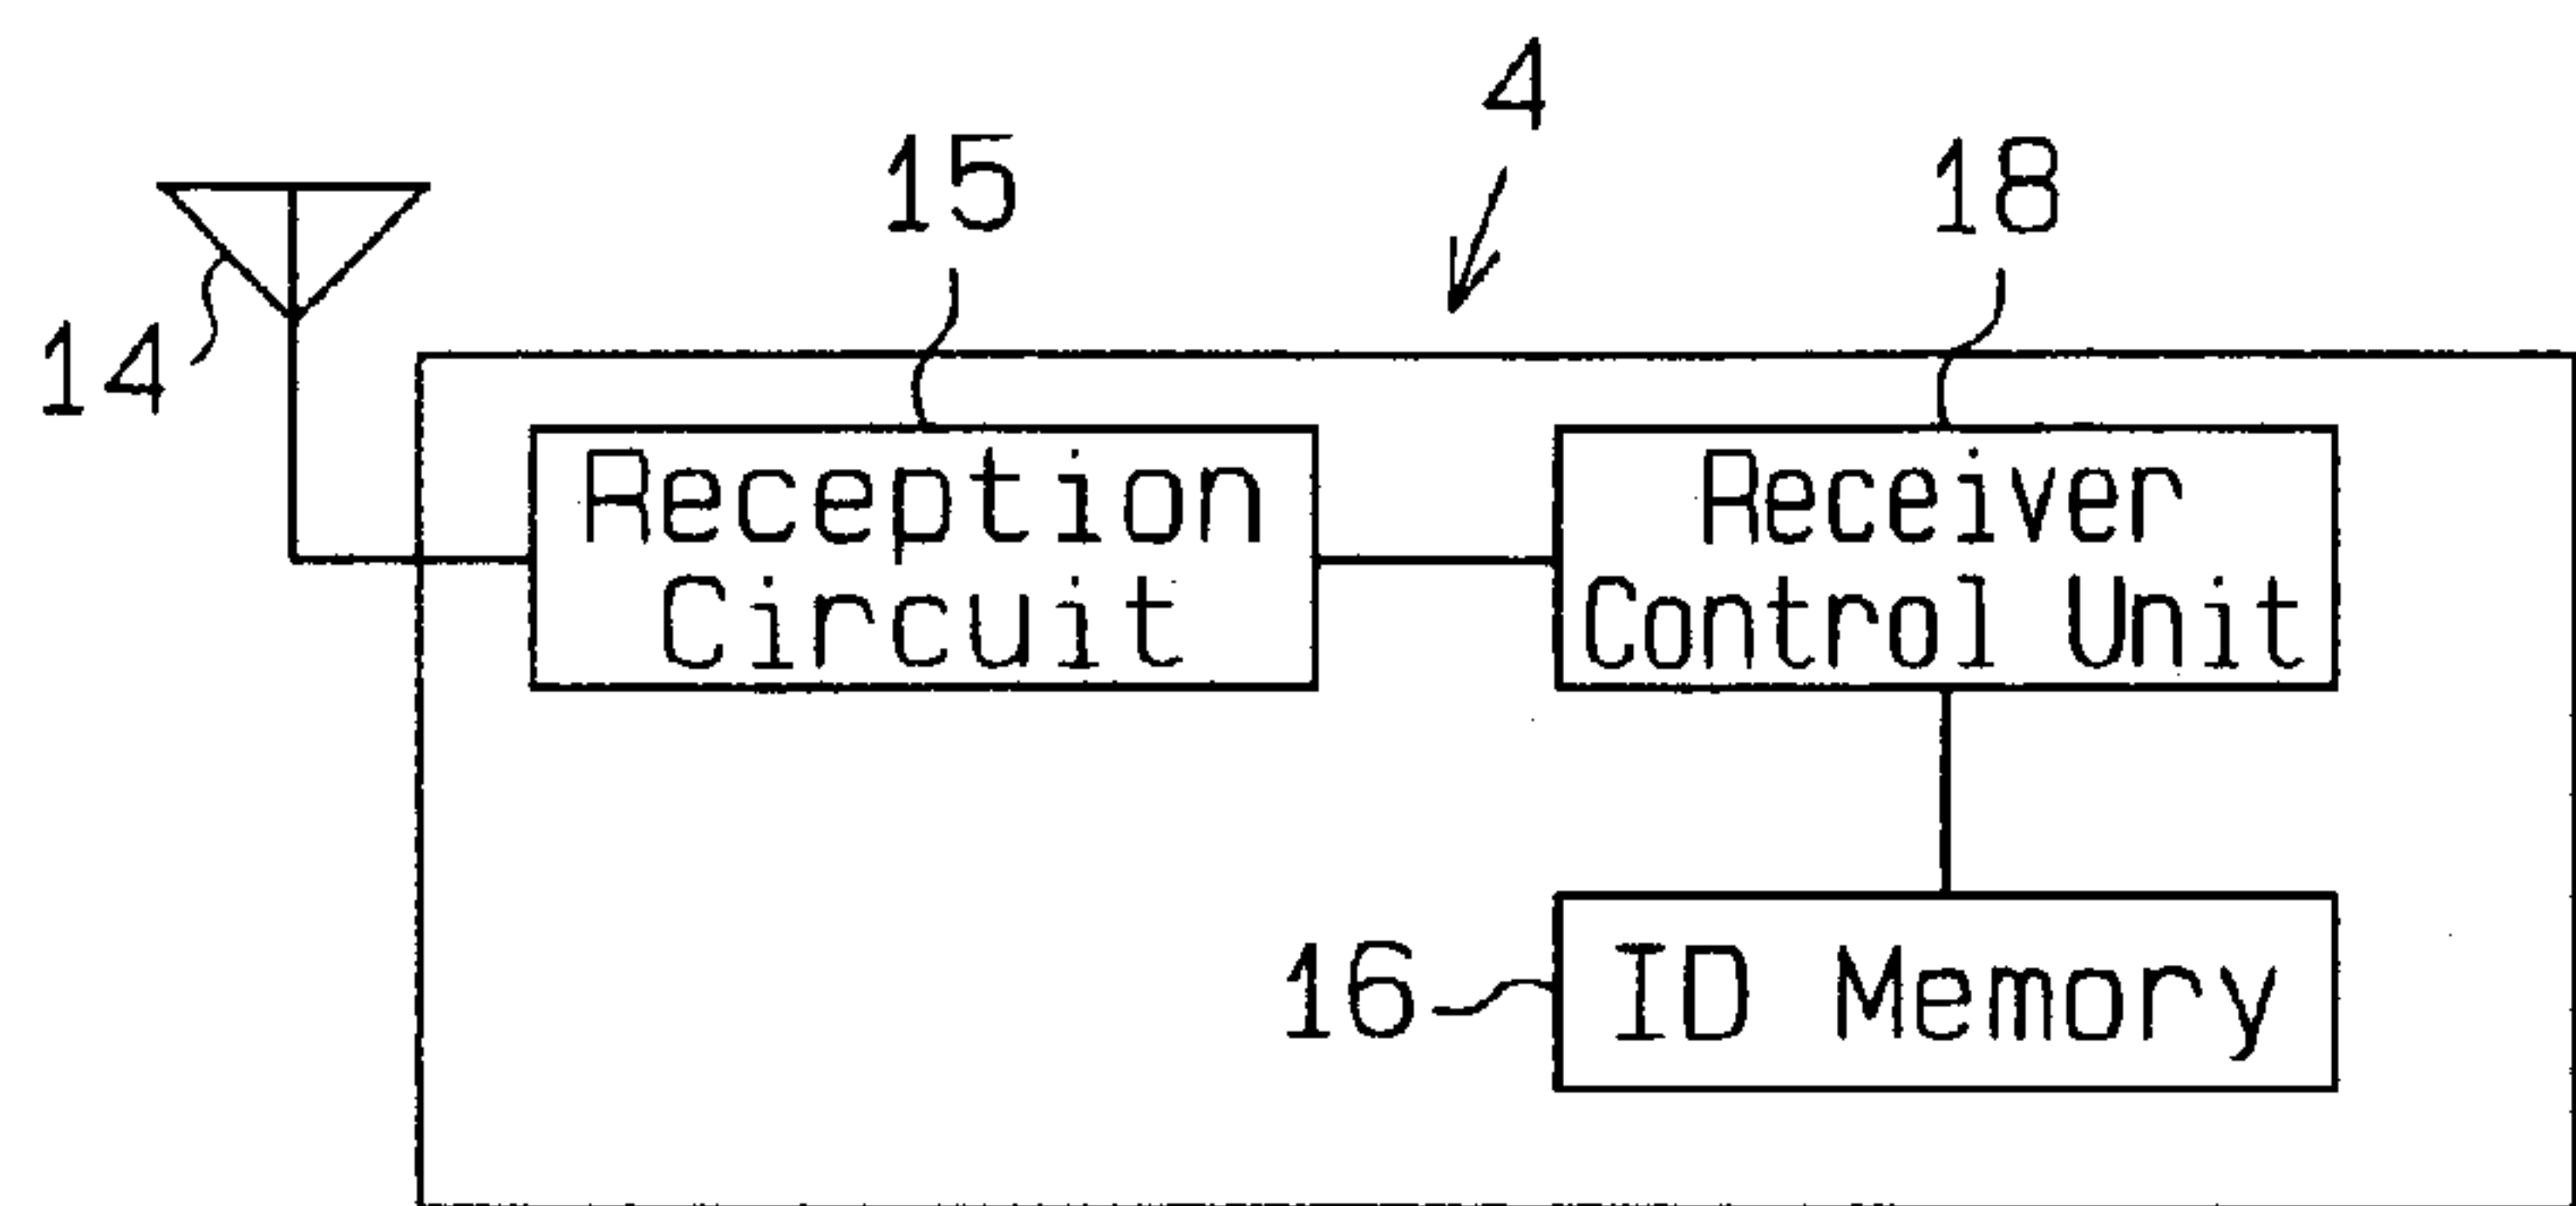 4
15
18
14
Reception
Circuit
Receiver
Control Unit
16
ID Memory